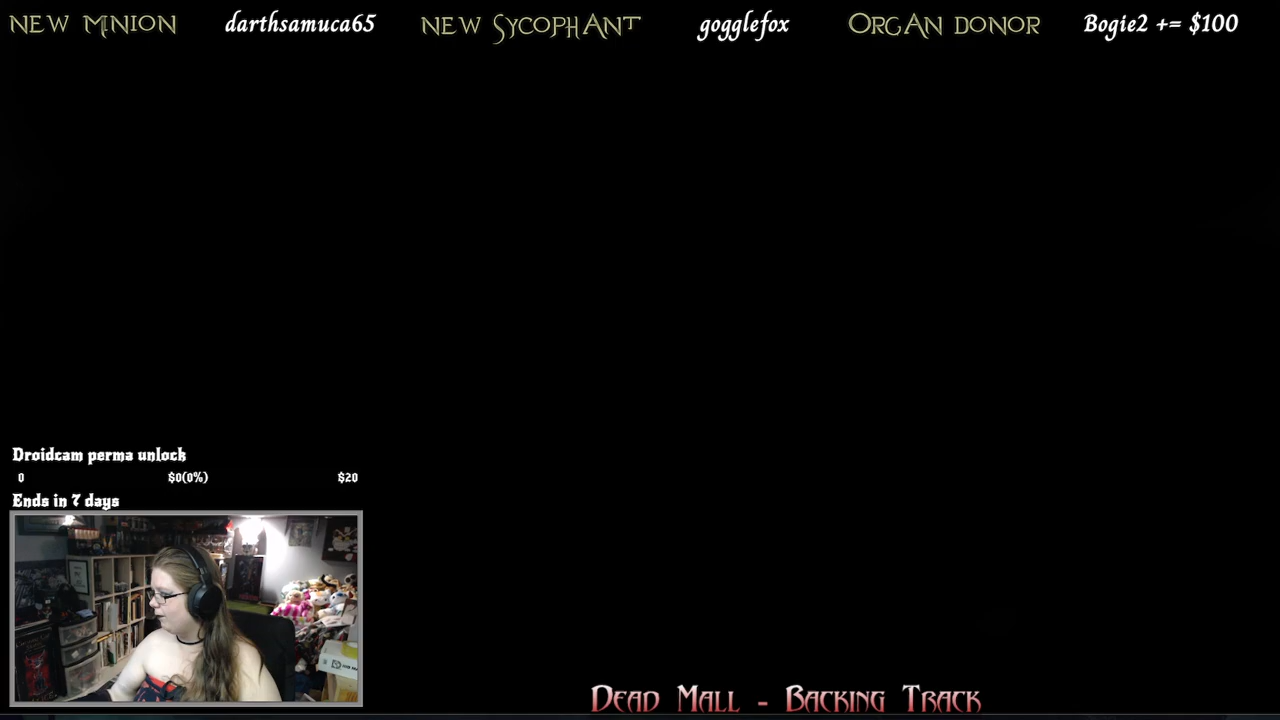 NEW MINION darthsamuca65 NEW SYCOPHANT gogglefox ORGAN DONOR Bogie2 += $100
Droidcam perma unlock
0 $0(0%) $20
Ends in 7 days
DEAD MALL - BACKING TRACK